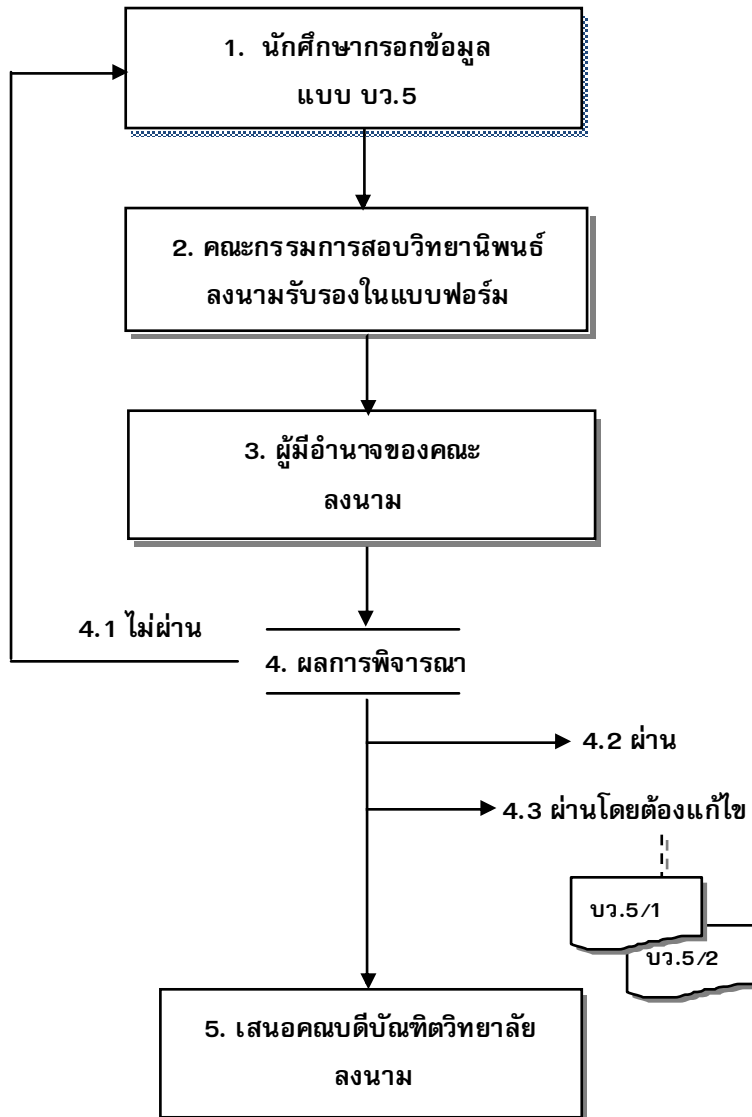 1. นักศึกษากรอกข้อมูล
แบบ บว.5
2. คณะกรรมการสอบวิทยานิพนธ์
ลงนามรับรองในแบบฟอร์ม
3. ผู้มีอำนาจของคณะ
ลงนาม
4.1 ไม่ผ่าน
4. ผลการพิจารณา
4.2 ผ่าน
4.3 ผ่านโดยต้องแก้ไข
บว.5/1
บว.5/2
5. เสนอคณบดีบัณฑิตวิทยาลัย
ลงนาม